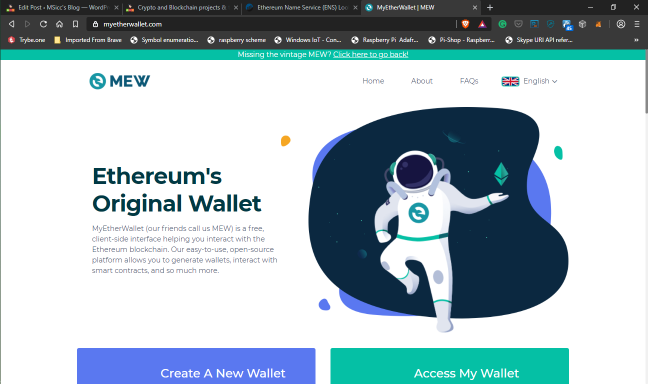 Edit Post ‹ MSicc's Blog — WordPr
Crypto and Blockchain projects &
Ethereum Name Service (ENS) Loo
MyEtherWallet | MEW
myetherwallet.com
Trybe.one
Imported From Brave
Symbol enumeratio...
raspberry scheme
Windows IoT - Con...
Raspberry Pi Adafr...
Pi-Shop - Raspberr...
Skype URI API refer...
Missing the vintage MEW? Click here to go back!
MEW
Home
About
FAQs
English
Ethereum's
Original Wallet
MyEtherWallet (our friends call us MEW) is a free,
client-side interface helping you interact with the
Ethereum blockchain. Our easy-to-use, open-source
platform allows you to generate wallets, interact with
smart contracts, and so much more.
Create A New Wallet
Access My Wallet